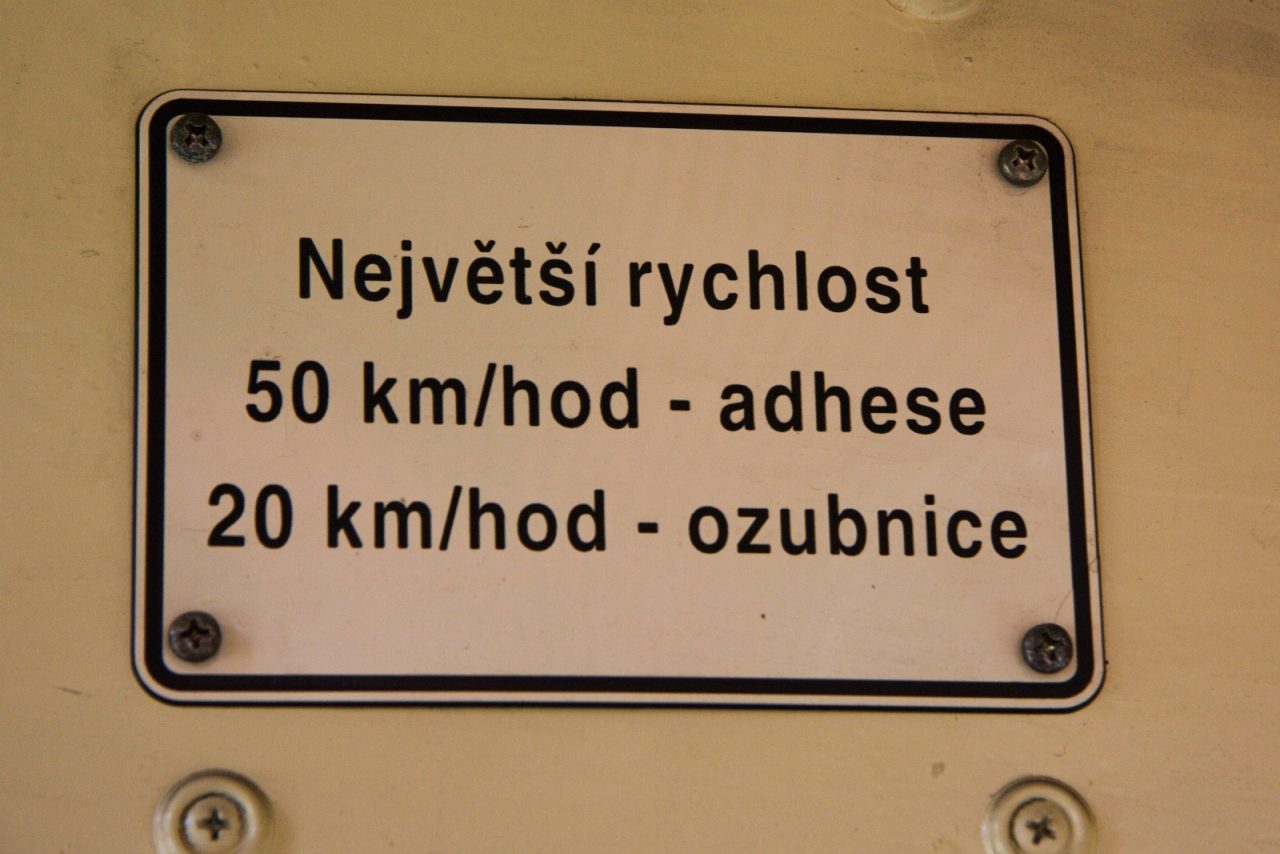 Největší rychlost
50 km/hod - adhese
20 km/hod - ozubnice